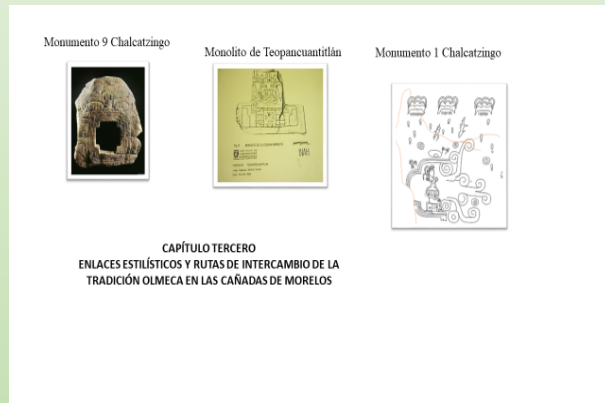 Monumento 9 Chalcatzingo
Monolito de Teopancuantitlán
Monumento 1 Chalcatzingo
INAH
CAPÍTULO TERCERO
ENLACES ESTILÍSTICOS Y RUTAS DE INTERCAMBIO DE LA
TRADICIÓN OLMECA EN LAS CAÑADAS DE MORELOS